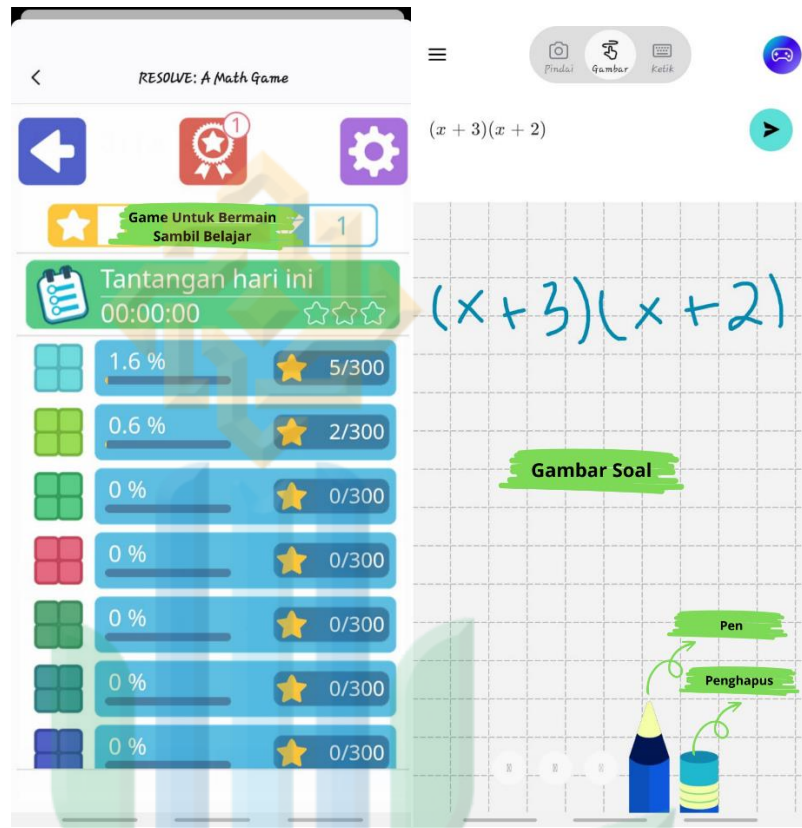 RESOLVE: A Math Game
1
Game Untuk Bermain
Sambil Belajar
1
Tantangan hari ini
00:00:00
1.6 %
5/300
0.6 %
2/300
0 %
0/300
0 %
0/300
0 %
0/300
0 %
0/300
0 %
0/300
Pindai
Gambar
Ketik
(x + 3)(x + 2)
(x+3)(x+2)
Gambar Soal
Pen
Penghapus